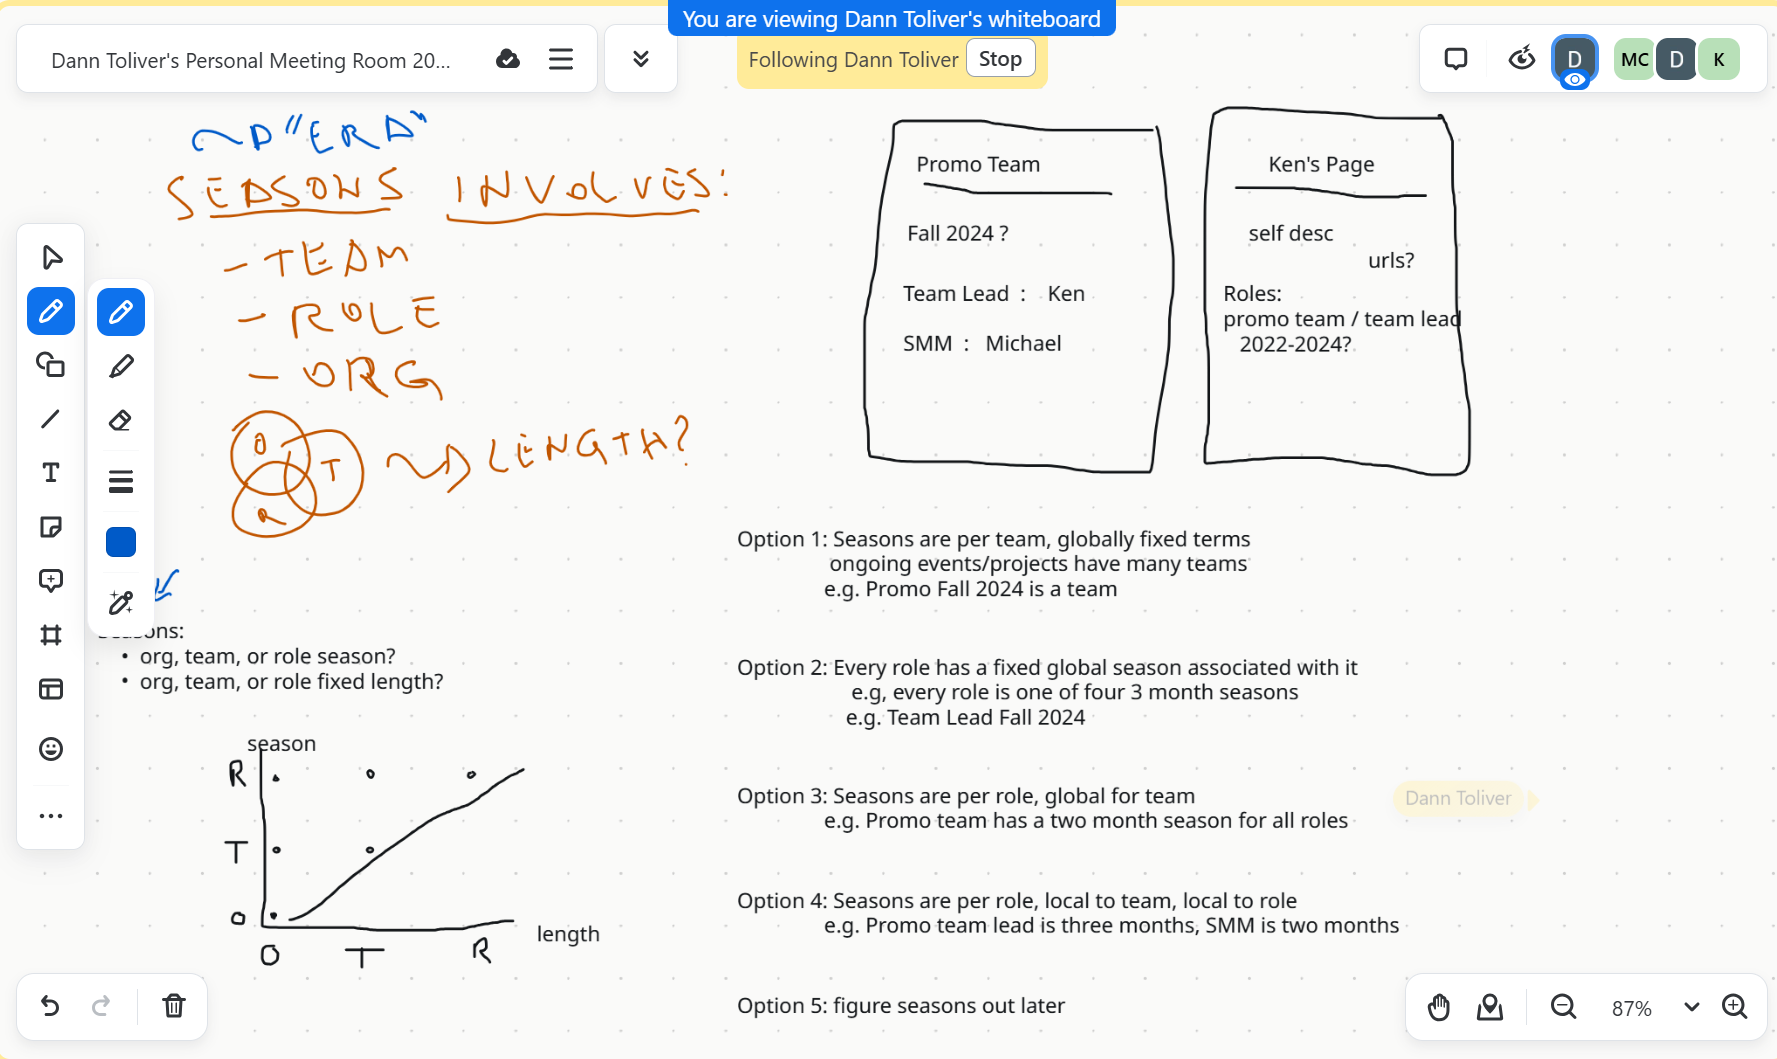 You are viewing Dann Toliver's whiteboard
Dann Toliver's Personal Meeting Room 20...
Following Dann Toliver
Stop
D
MC
D
K
"ERA"
SEASONS INVOLVES:
- TEAM
- ROLE
- ORG
O
T
R
LENGTH?
Promo Team
Fall 2024 ?
Team Lead : Ken
SMM : Michael
Ken's Page
self desc
urls?
Roles:
promo team / team lead
2022-2024?
Seasons:
• org, team, or role season?
• org, team, or role fixed length?
season
R
T
O
O
T
R
length
Option 1: Seasons are per team, globally fixed terms
ongoing events/projects have many teams
e.g. Promo Fall 2024 is a team
Option 2: Every role has a fixed global season associated with it
e.g, every role is one of four 3 month seasons
e.g. Team Lead Fall 2024
Option 3: Seasons are per role, global for team
e.g. Promo team has a two month season for all roles
Dann Toliver
Option 4: Seasons are per role, local to team, local to role
e.g. Promo team lead is three months, SMM is two months
Option 5: figure seasons out later
87%